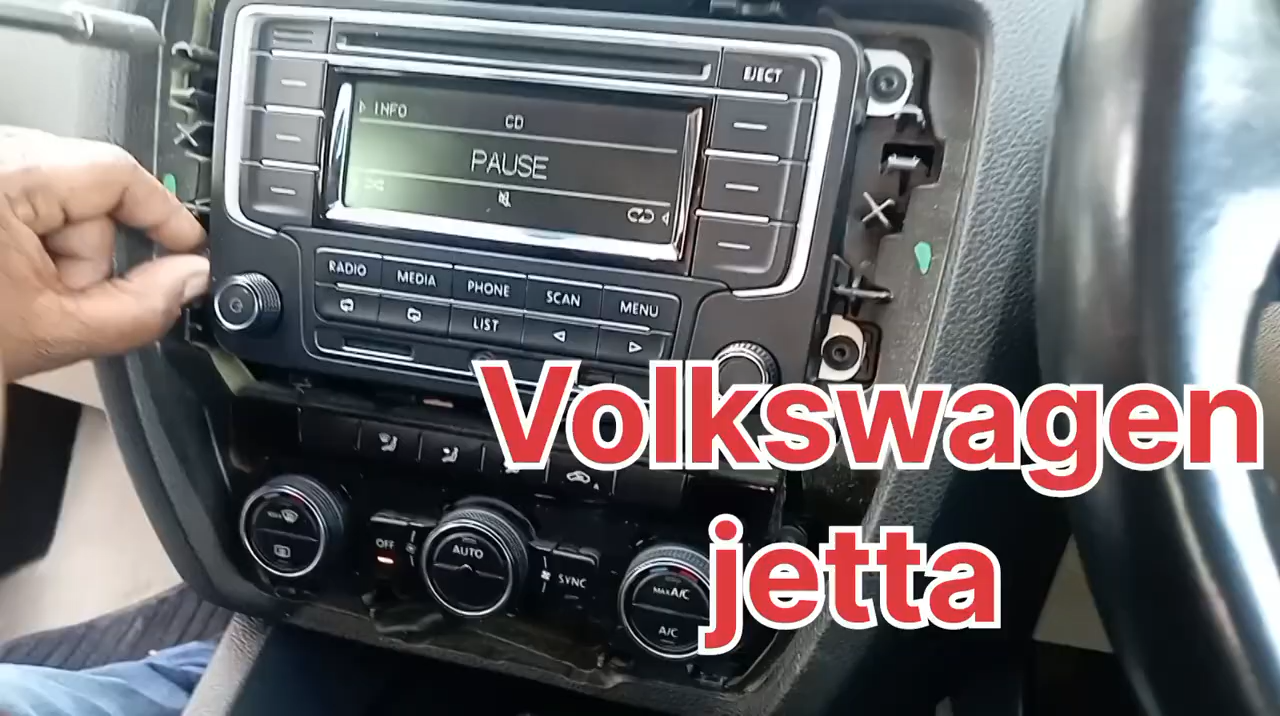 EJECT
INFO
CD
PAUSE
RADIO
MEDIA
PHONE
SCAN
MENU
LIST
Volkswagen
jetta
OFF
AUTO
SYNC
MAX A/C
A/C